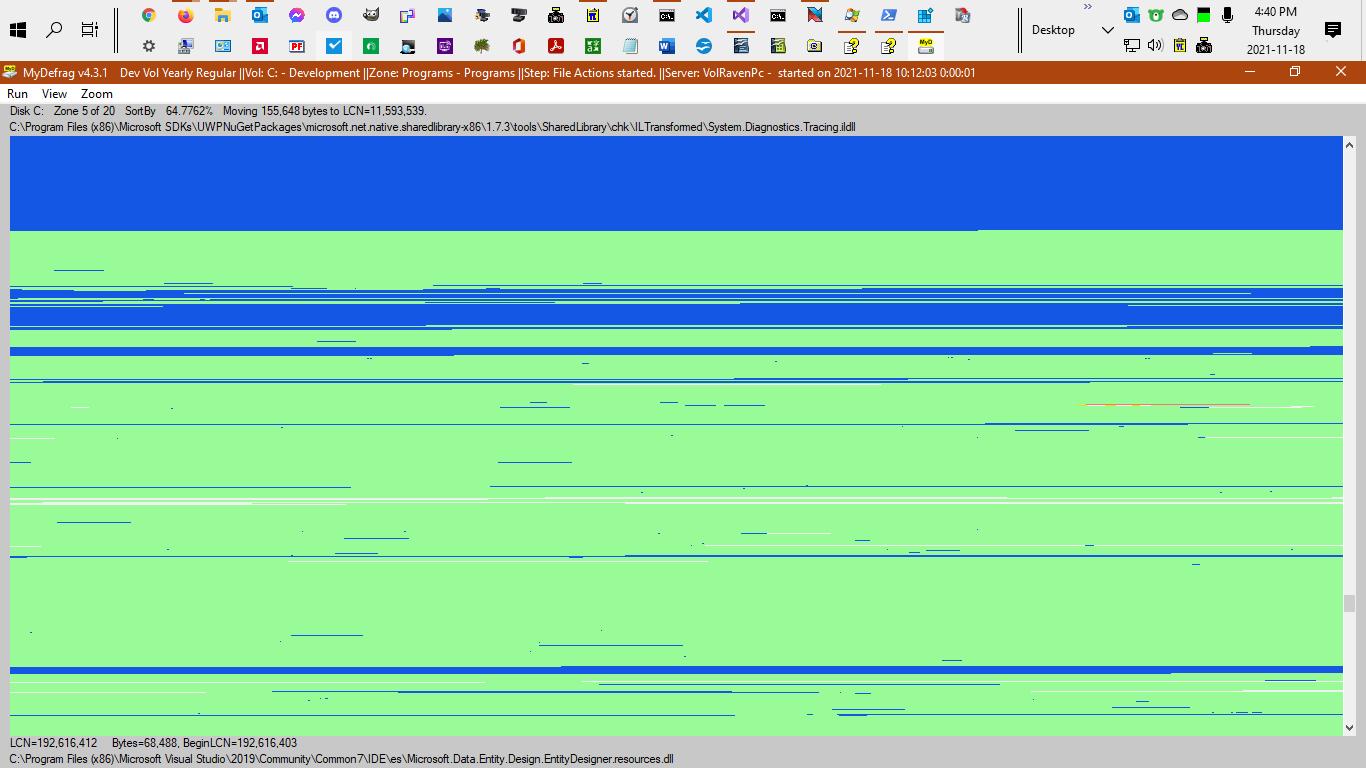 4:40 PM
Desktop
Thursday
2021-11-18
MyDefrag v4.3.1 Dev Vol Yearly Regular ||Vol: C: - Development ||Zone: Programs - Programs ||Step: File Actions started. ||Server: VolRavenPc - started on 2021-11-18 10:12:03 0:00:01
Run View Zoom
Disk C: Zone 5 of 20 SortBy 64.7762% Moving 155,648 bytes to LCN=11,593,539.
C:\Program Files (x86)\Microsoft SDKs\UWPNuGetPackages\microsoft.net.native.sharedlibrary-x86\1.7.3\tools\SharedLibrary\chk\ILTransformed\System.Diagnostics.Tracing.ildll
LCN=192,616,412 Bytes=68,488, BeginLCN=192,616,403
C:\Program Files (x86)\Microsoft Visual Studio\2019\Community\Common7\IDE\es\Microsoft.Data.Entity.Design.EntityDesigner.resources.dll